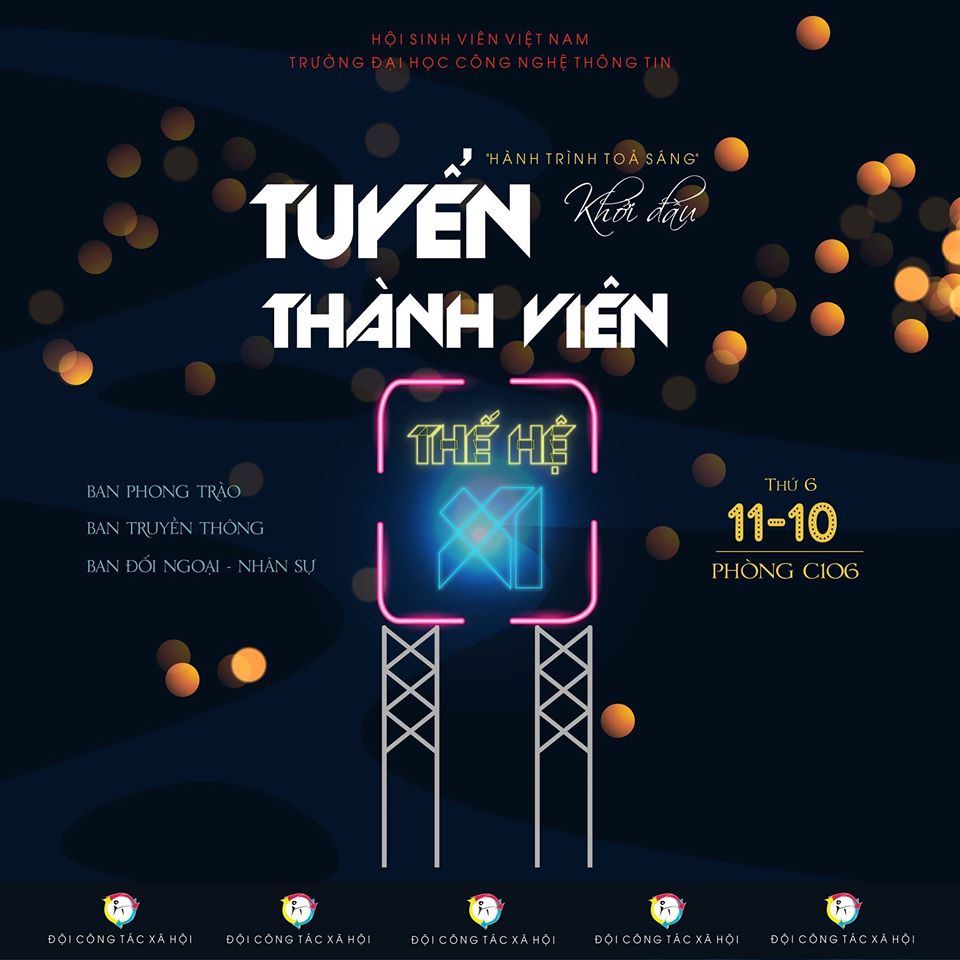 HỘI SINH VIÊN VIỆT NAM
TRƯỜNG ĐẠI HỌC CÔNG NGHỆ THÔNG TIN
"HÀNH TRÌNH TOẢ SÁNG"
Khởi đầu
TUYỂN
THÀNH VIÊN
THẾ HỆ
XI
BAN PHONG TRÀO
BAN TRUYỀN THÔNG
BAN ĐỐI NGOẠI - NHÂN SỰ
THỨ 6
11-10
PHÒNG C106
ĐỘI CÔNG TÁC XÃ HỘI
ĐỘI CÔNG TÁC XÃ HỘI
ĐỘI CÔNG TÁC XÃ HỘI
ĐỘI CÔNG TÁC XÃ HỘI
ĐỘI CÔNG TÁC XÃ HỘI